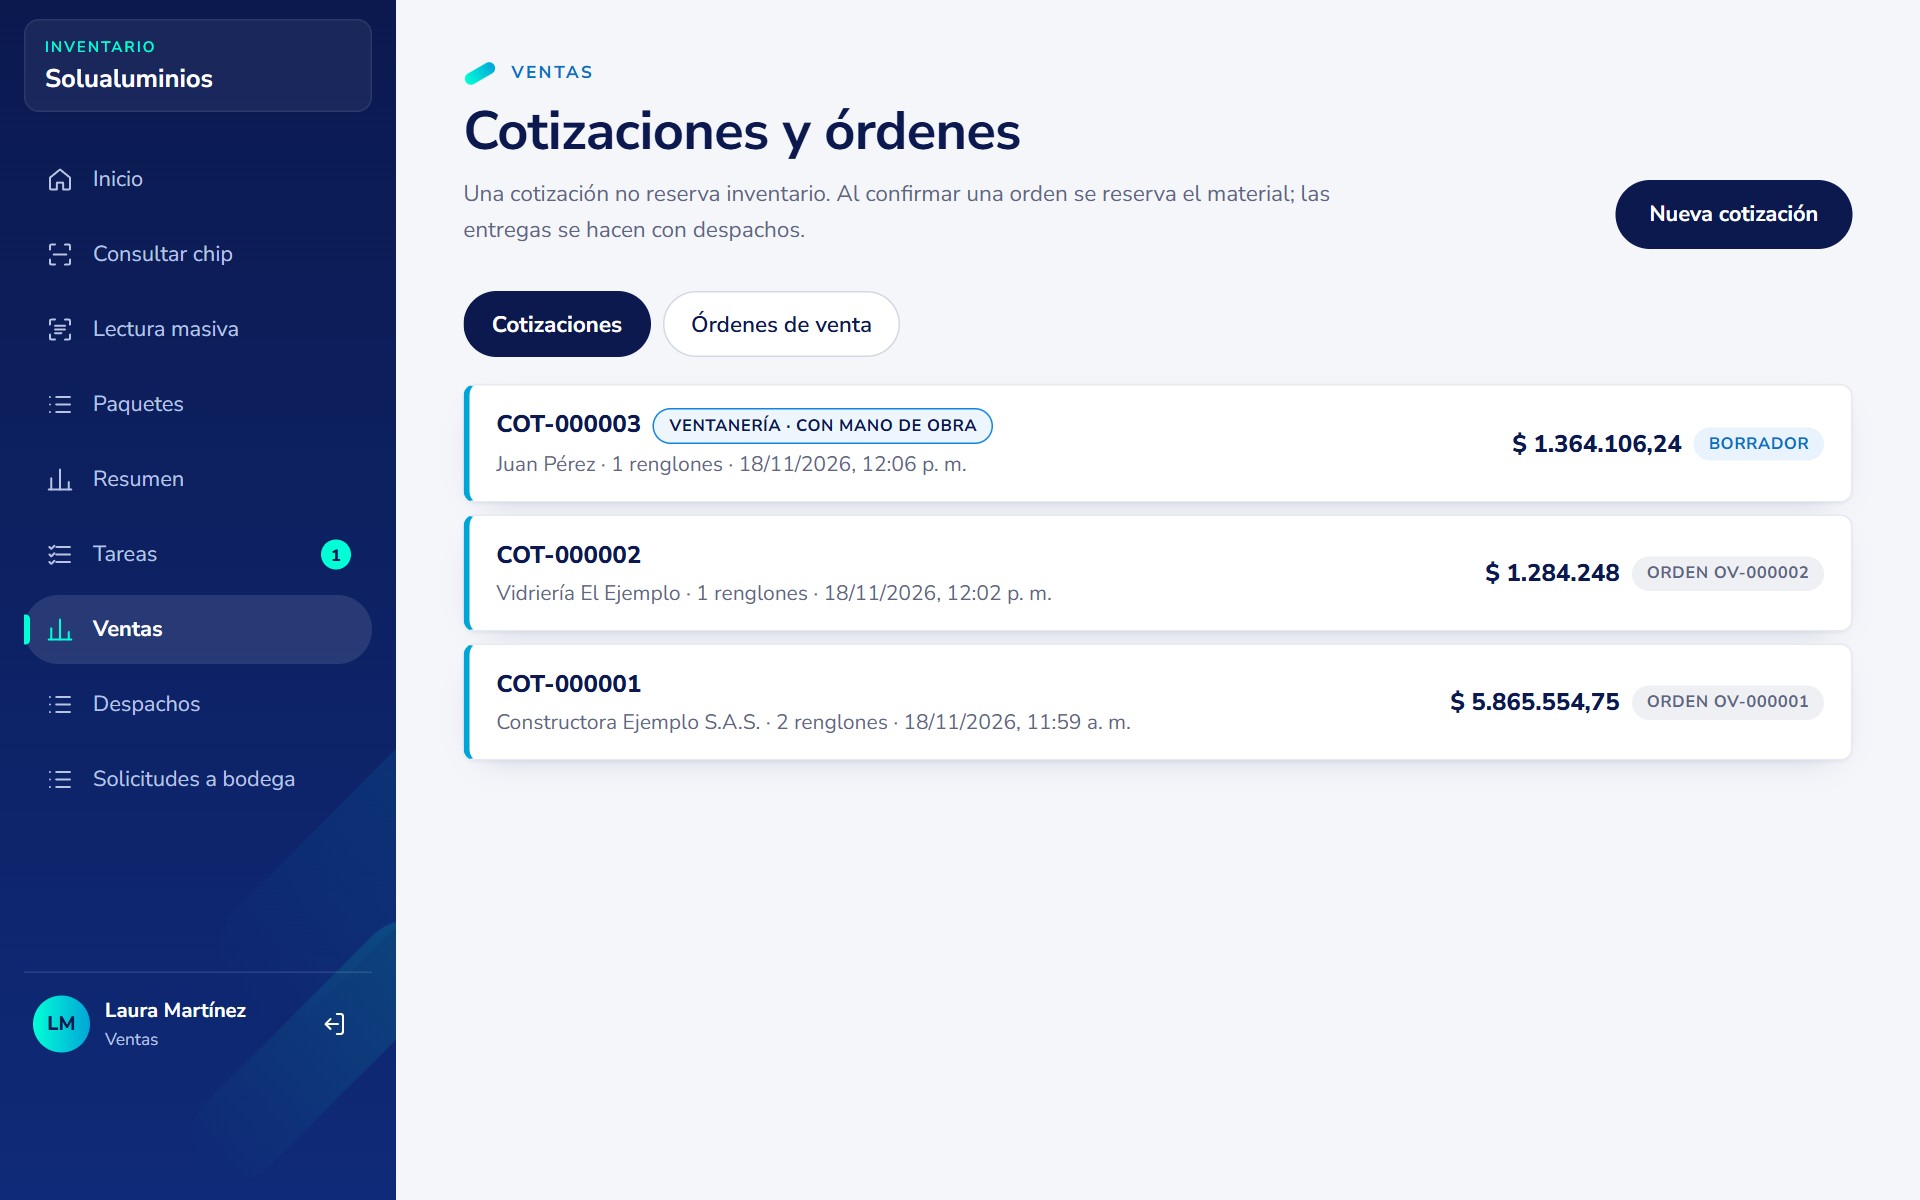 INVENTARIO
Solualuminios
Inicio
Consultar chip
Lectura masiva
Paquetes
Resumen
Tareas 1
Ventas
Despachos
Solicitudes a bodega
LM
Laura Martínez
Ventas
VENTAS
Cotizaciones y órdenes
Una cotización no reserva inventario. Al confirmar una orden se reserva el material; las
entregas se hacen con despachos.
Nueva cotización
Cotizaciones
Órdenes de venta
COT-000003 VENTANERÍA · CON MANO DE OBRA
Juan Pérez · 1 renglones · 18/11/2026, 12:06 p. m.
$ 1.364.106,24 BORRADOR
COT-000002
Vidriería El Ejemplo · 1 renglones · 18/11/2026, 12:02 p. m.
$ 1.284.248 ORDEN OV-000002
COT-000001
Constructora Ejemplo S.A.S. · 2 renglones · 18/11/2026, 11:59 a. m.
$ 5.865.554,75 ORDEN OV-000001